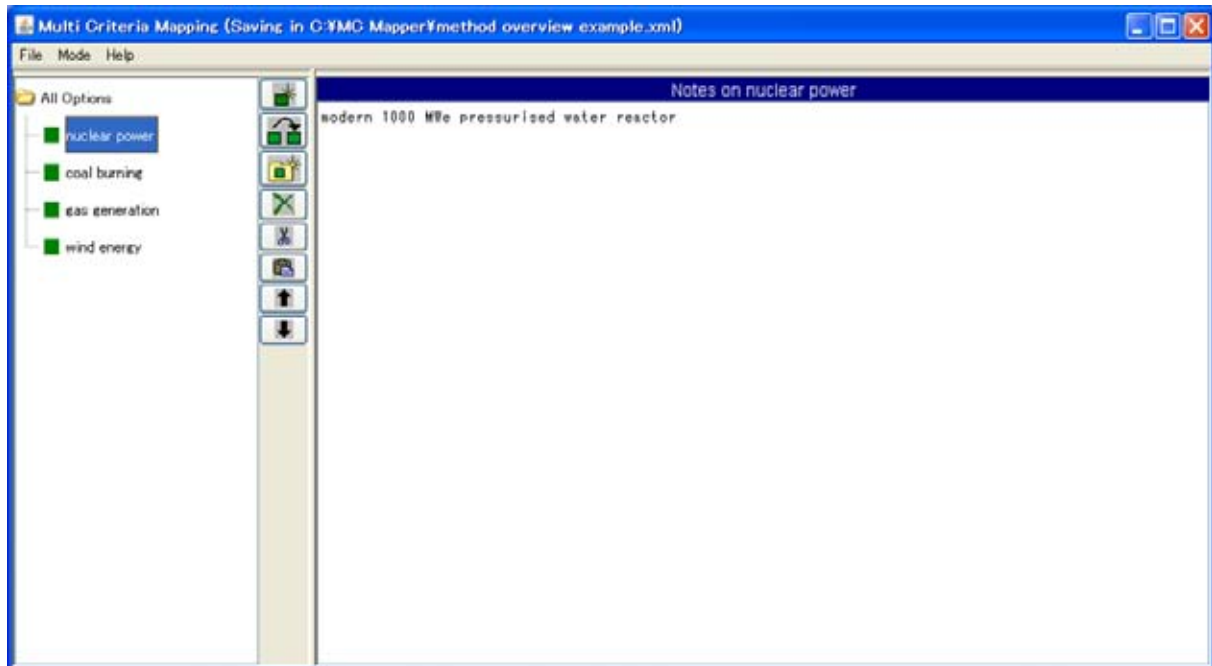 Multi Criteria Mapping (Saving in C:¥MC Mapper¥method overview example.xml)
File Mode Help
All Options
nuclear power
coal burning
gas generation
wind energy
Notes on nuclear power
modern 1000 MWe pressurised water reactor